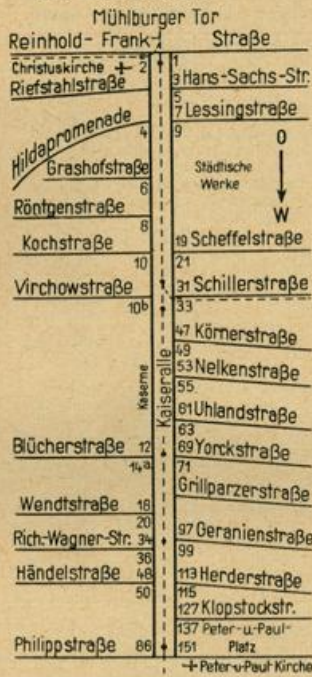 Mühlburger Tor
Reinhold-Frank- Straße
Christuskirche 2 1
3 Hans-Sachs-Str.
Riefstahlstraße
5
7 Lessingstraße
Hildapromenade 4 9
O
Städtische
Werke
W
Grashofstraße
6
Röntgenstraße
8
Kochstraße 19 Scheffelstraße
10 21
Virchowstraße 31 Schillerstraße
10b 33
47 Körnerstraße
49
Kaserne Kaiserallee
53 Nelkenstraße
55
61 Uhlandstraße
63
Blücherstraße 12 69 Yorckstraße
14a 71
Grillparzerstraße
Wendtstraße 18
20
Rich.-Wagner-Str. 34 97 Geranienstraße
36 99
Händelstraße 48 113 Herderstraße
50 115
127 Klopstockstr.
137 Peter-u-Paul-
Philippstraße 86 151 Platz
Peter-u-Paul Kirche